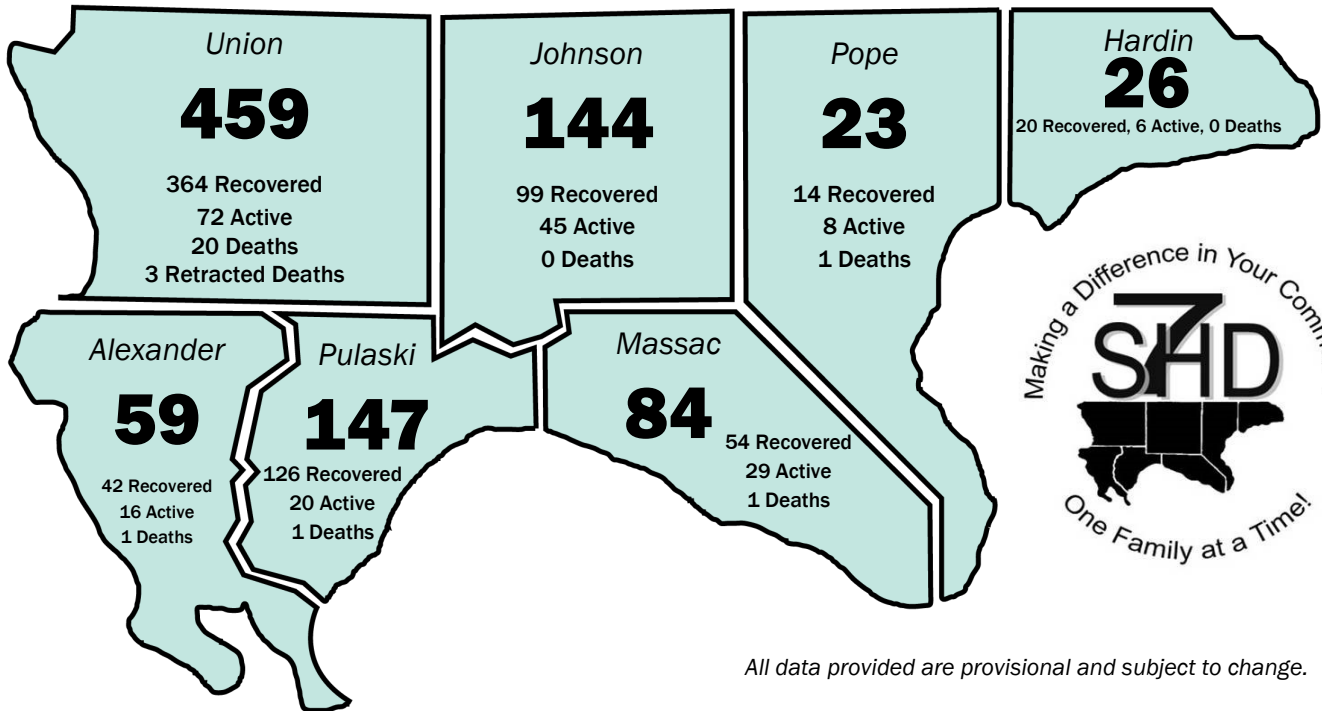 Union
459
364 Recovered
72 Active
20 Deaths
3 Retracted Deaths
Johnson
144
99 Recovered
45 Active
0 Deaths
Pope
23
14 Recovered
8 Active
1 Deaths
Hardin
26
20 Recovered, 6 Active, 0 Deaths
Alexander
59
42 Recovered
16 Active
1 Deaths
Pulaski
147
126 Recovered
20 Active
1 Deaths
Massac
84
54 Recovered
29 Active
1 Deaths
Making a Difference in Your
S7HD
One Family at a Time!
All data provided are provisional and subject to change.